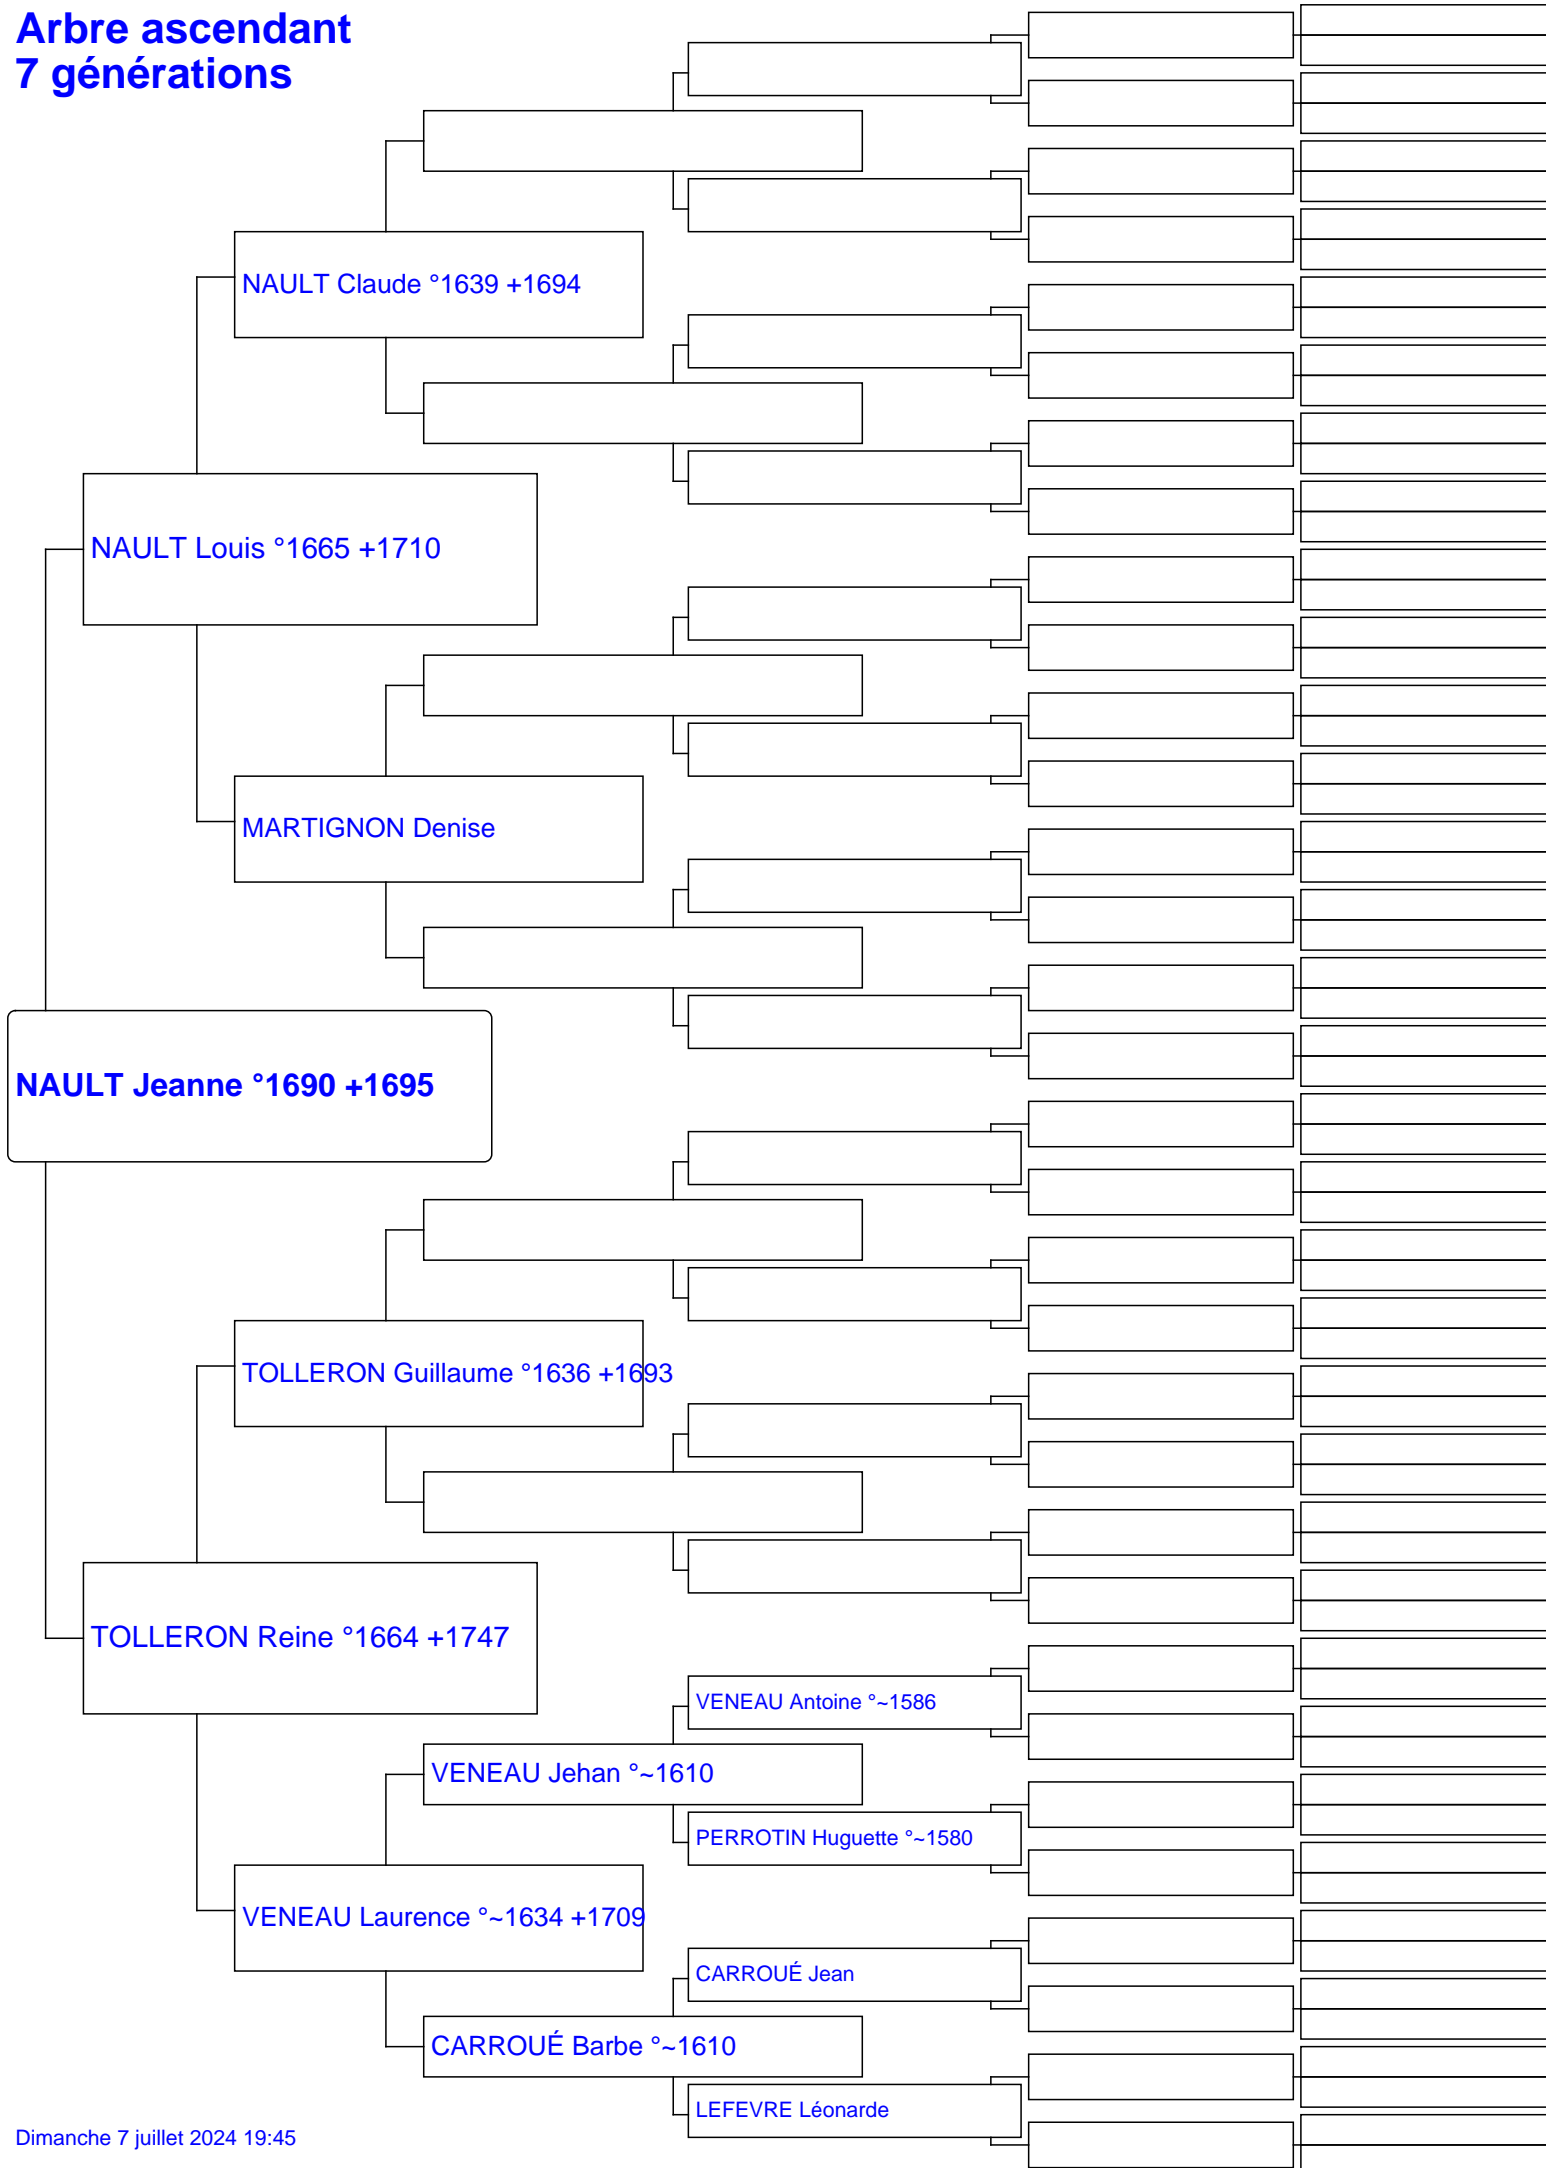 Arbre ascendant
7 générations
NAULT Claude °1639 +1694
NAULT Louis °1665 +1710
MARTIGNON Denise
NAULT Jeanne °1690 +1695
TOLLERON Guillaume °1636 +1693
TOLLERON Reine °1664 +1747
VENEAU Antoine °~1586
VENEAU Jehan °~1610
PERROTIN Huguette °~1580
VENEAU Laurence °~1634 +1709
CARROUÉ Jean
CARROUÉ Barbe °~1610
LEFEVRE Léonarde
Dimanche 7 juillet 2024 19:45